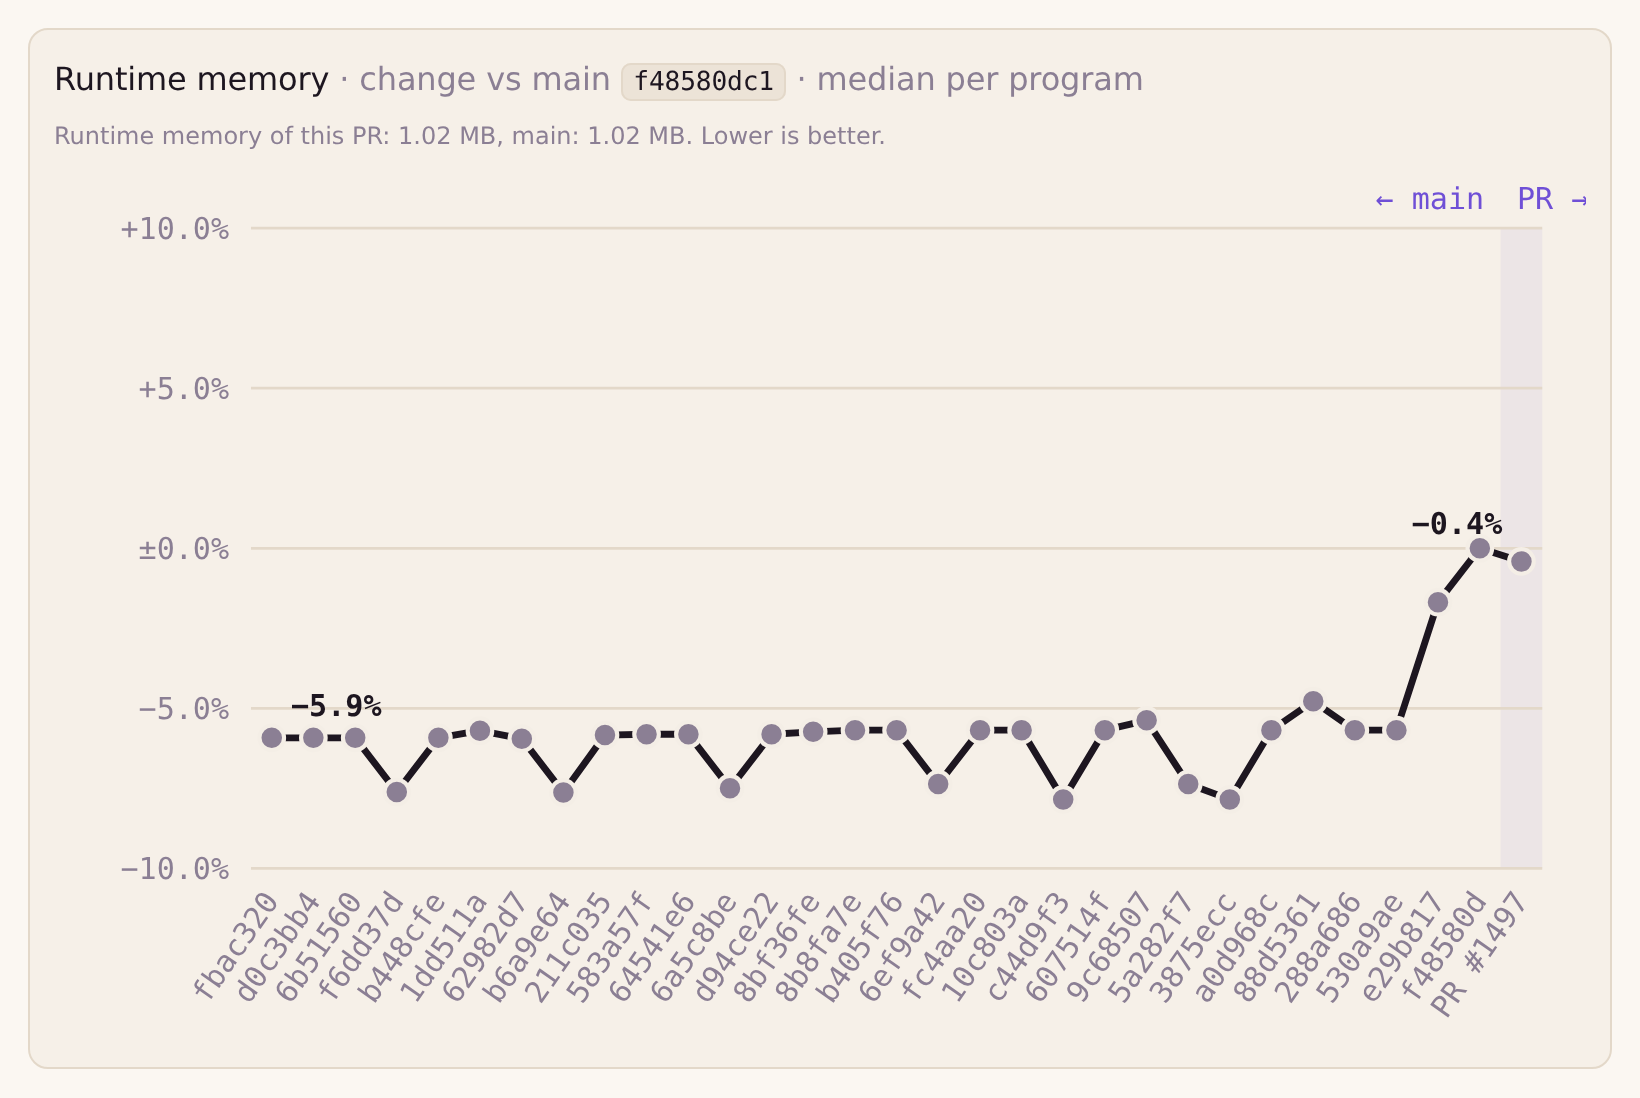 Runtime memory · change vs main f48580dc1 · median per program
Runtime memory of this PR: 1.02 MB, main: 1.02 MB. Lower is better.
← main PR →
+10.0%
+5.0%
±0.0%
−5.0%
−10.0%
−5.9%
−0.4%
fbac320
d0c3bb4
6b51560
f6dd37d
b448cfe
1dd511a
62982d7
b6a9e64
211c035
583a57f
64541e6
6a5c8be
d94ce22
8bf36fe
8b8fa7e
b405f76
6ef9a42
fc4aa20
10c803a
c44d9f3
607514f
9c68507
5a282f7
3875ecc
a0d968c
88d5361
288a686
530a9ae
e29b817
f48580d
PR #1497